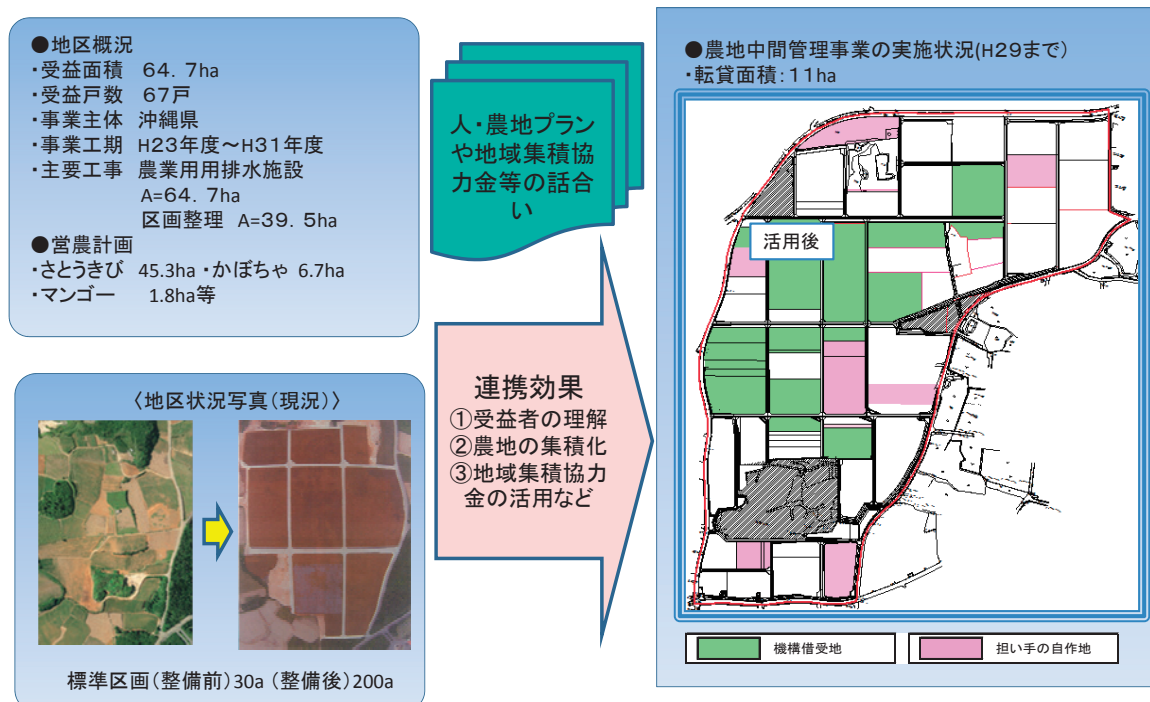 ●地区概況
・受益面積 64.7ha
・受益戸数 67戸
・事業主体 沖縄県
・事業工期 H23年度~H31年度
・主要工事 農業用用排水施設
A=64.7ha
区画整理 A=39.5ha
●営農計画
・さとうきび 45.3ha ・かぼちゃ 6.7ha
・マンゴー 1.8ha等
〈地区状況写真(現況)〉
標準区画(整備前)30a (整備後)200a
人・農地プラン
や地域集積協
力金等の話合
い
連携効果
①受益者の理解
②農地の集積化
③地域集積協力
金の活用など
●農地中間管理事業の実施状況(H29まで)
・転貸面積:11ha
活用後
機構借受地
担い手の自作地